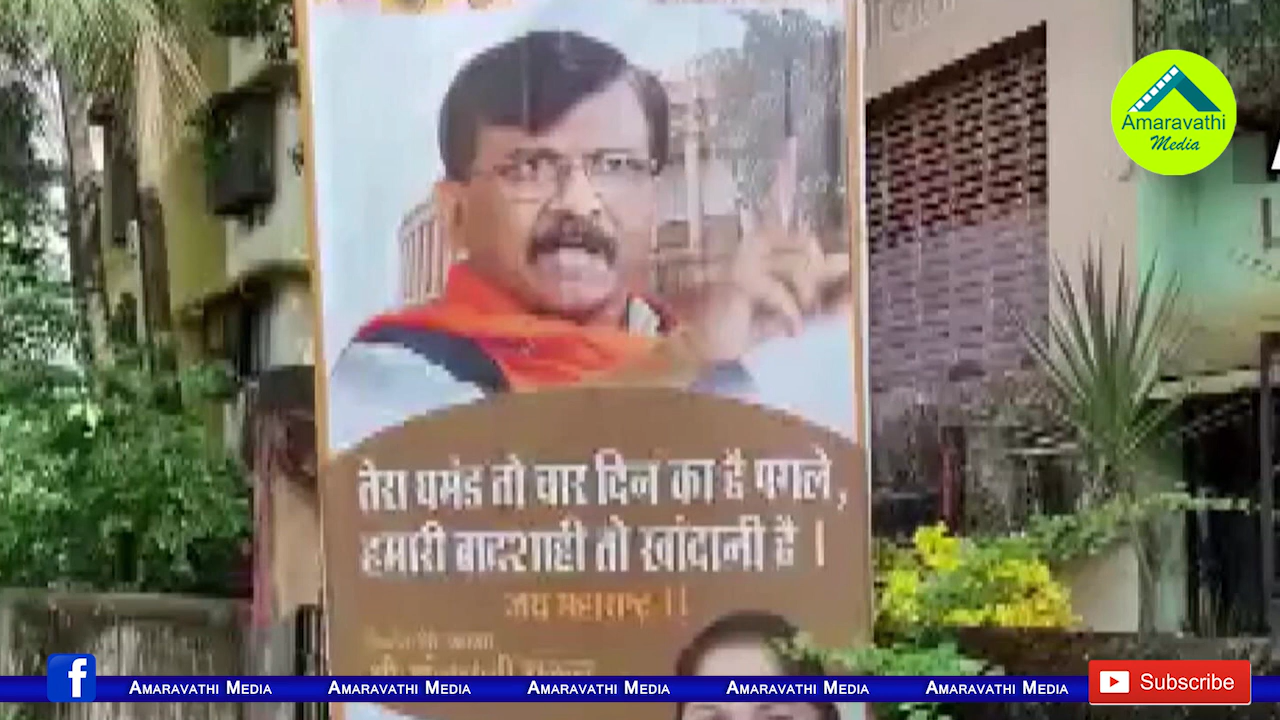 Amaravathi
Media
तेरा घमंड तो चार दिन का है पगले,
हमारी बादशाही तो खांदानी है ।
जय महाराष्ट्र !!
AMARAVATHI MEDIA AMARAVATHI MEDIA AMARAVATHI MEDIA AMARAVATHI MEDIA AMARAVATHI MEDIA
Subscribe